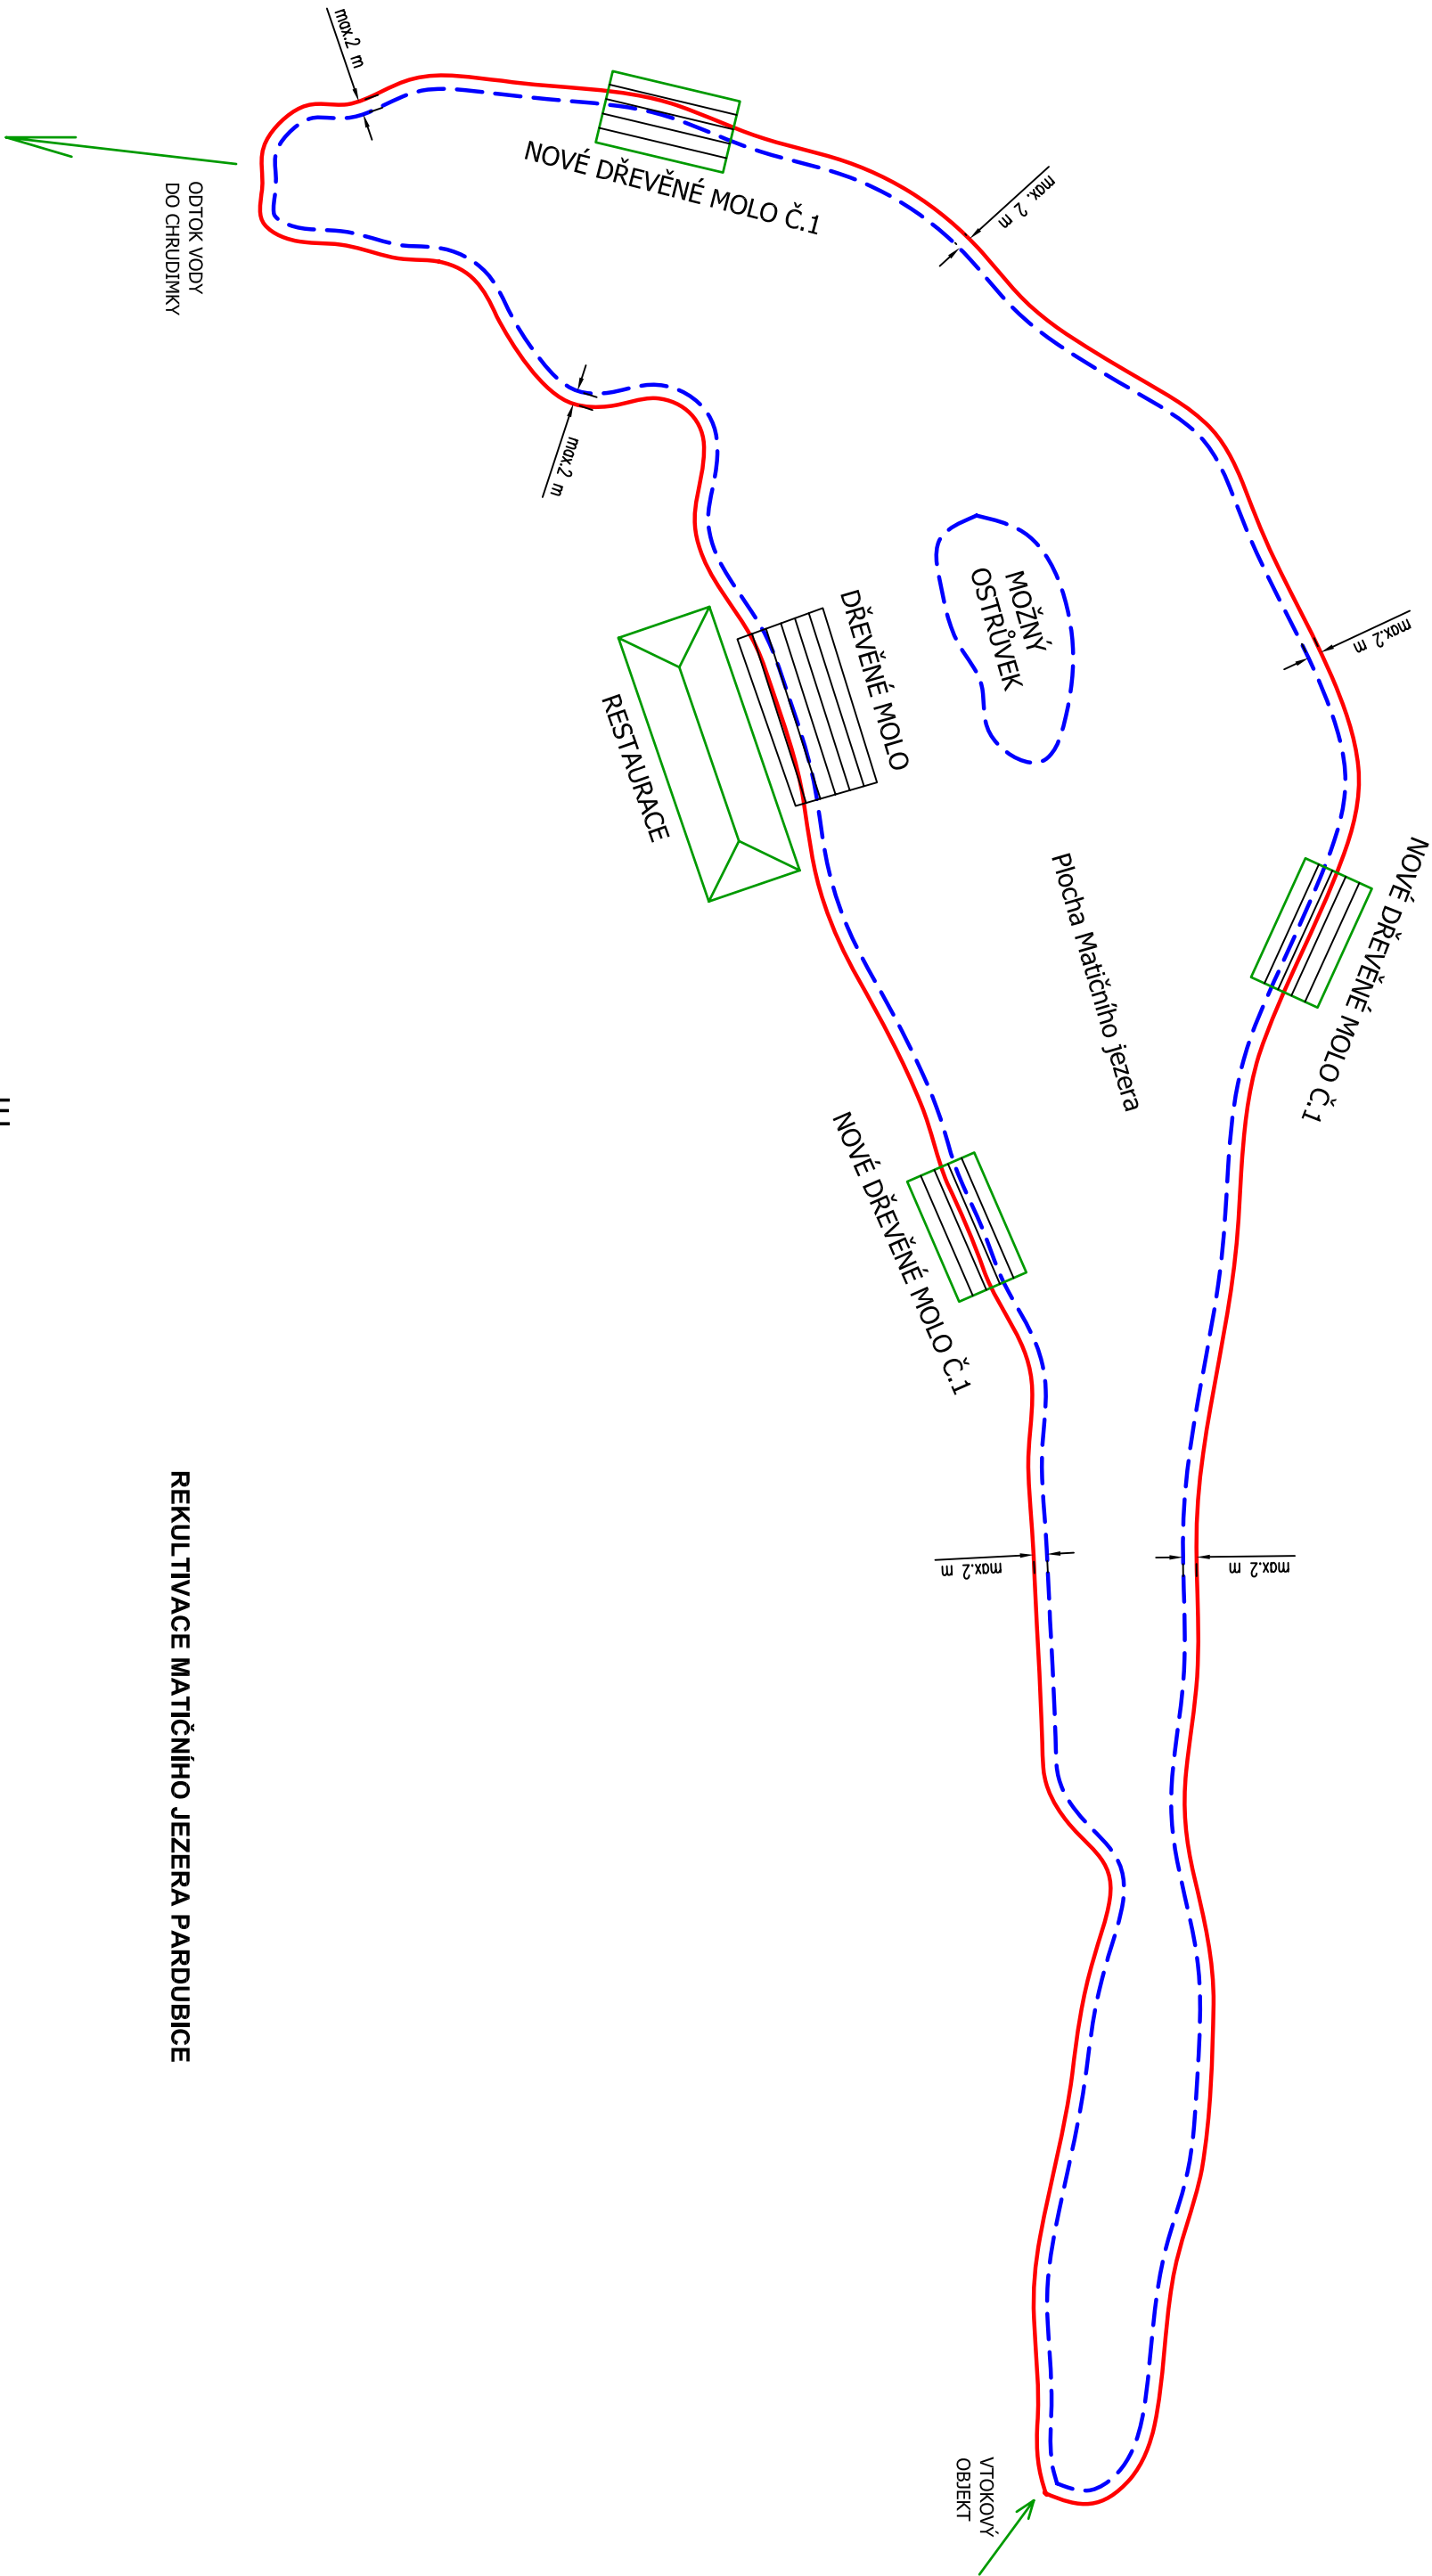 max.2 m
NOVÉ DŘEVĚNÉ MOLO Č.1
max. 2 m
ODTOK VODY
DO CHRUDIMKY
max.2 m
MOŽNÝ
OSTRŮVEK
max.2 m
DŘEVĚNÉ MOLO
RESTAURACE
Plocha Matičního jezera
NOVÉ DŘEVĚNÉ MOLO Č.1
NOVÉ DŘEVĚNÉ MOLO Č.1
max.2 m
max.2 m
REKULTIVACE MATIČNÍHO JEZERA PARDUBICE
VTOKOVÝ
OBJEKT